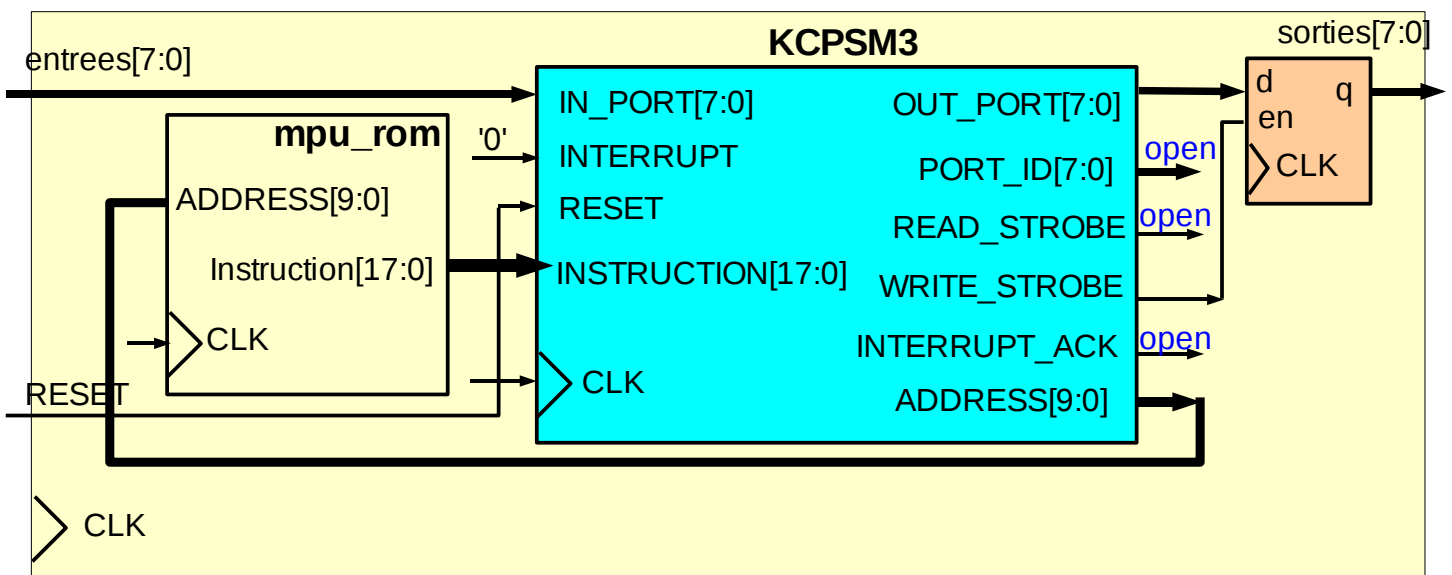 sorties[7:0]
KCPSM3
entrees[7:0]
d
q
IN_PORT[7:0]
OUT_PORT[7:0]
en
mpu_rom
'0'
INTERRUPT
open
PORT_ID[7:0]
CLK
ADDRESS[9:0]
RESET
open
READ_STROBE
Instruction[17:0]
INSTRUCTION[17:0]
WRITE_STROBE
CLK
INTERRUPT_ACK
open
CLK
RESET
ADDRESS[9:0]
CLK